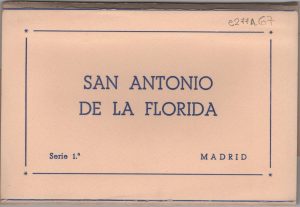 SAN ANTONIO
DE LA FLORIDA
Serie 1.ª MADRID